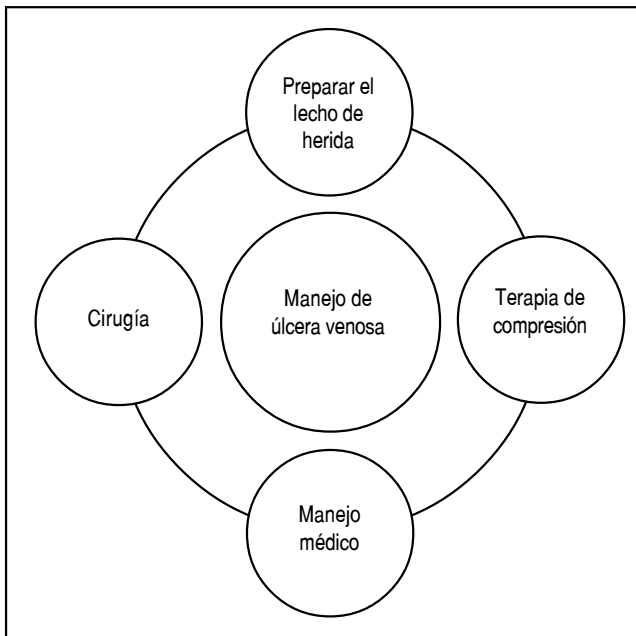 Preparar el
lecho de
herida
Cirugía
Manejo de
úlcera venosa
Terapia de
compresión
Manejo
médico